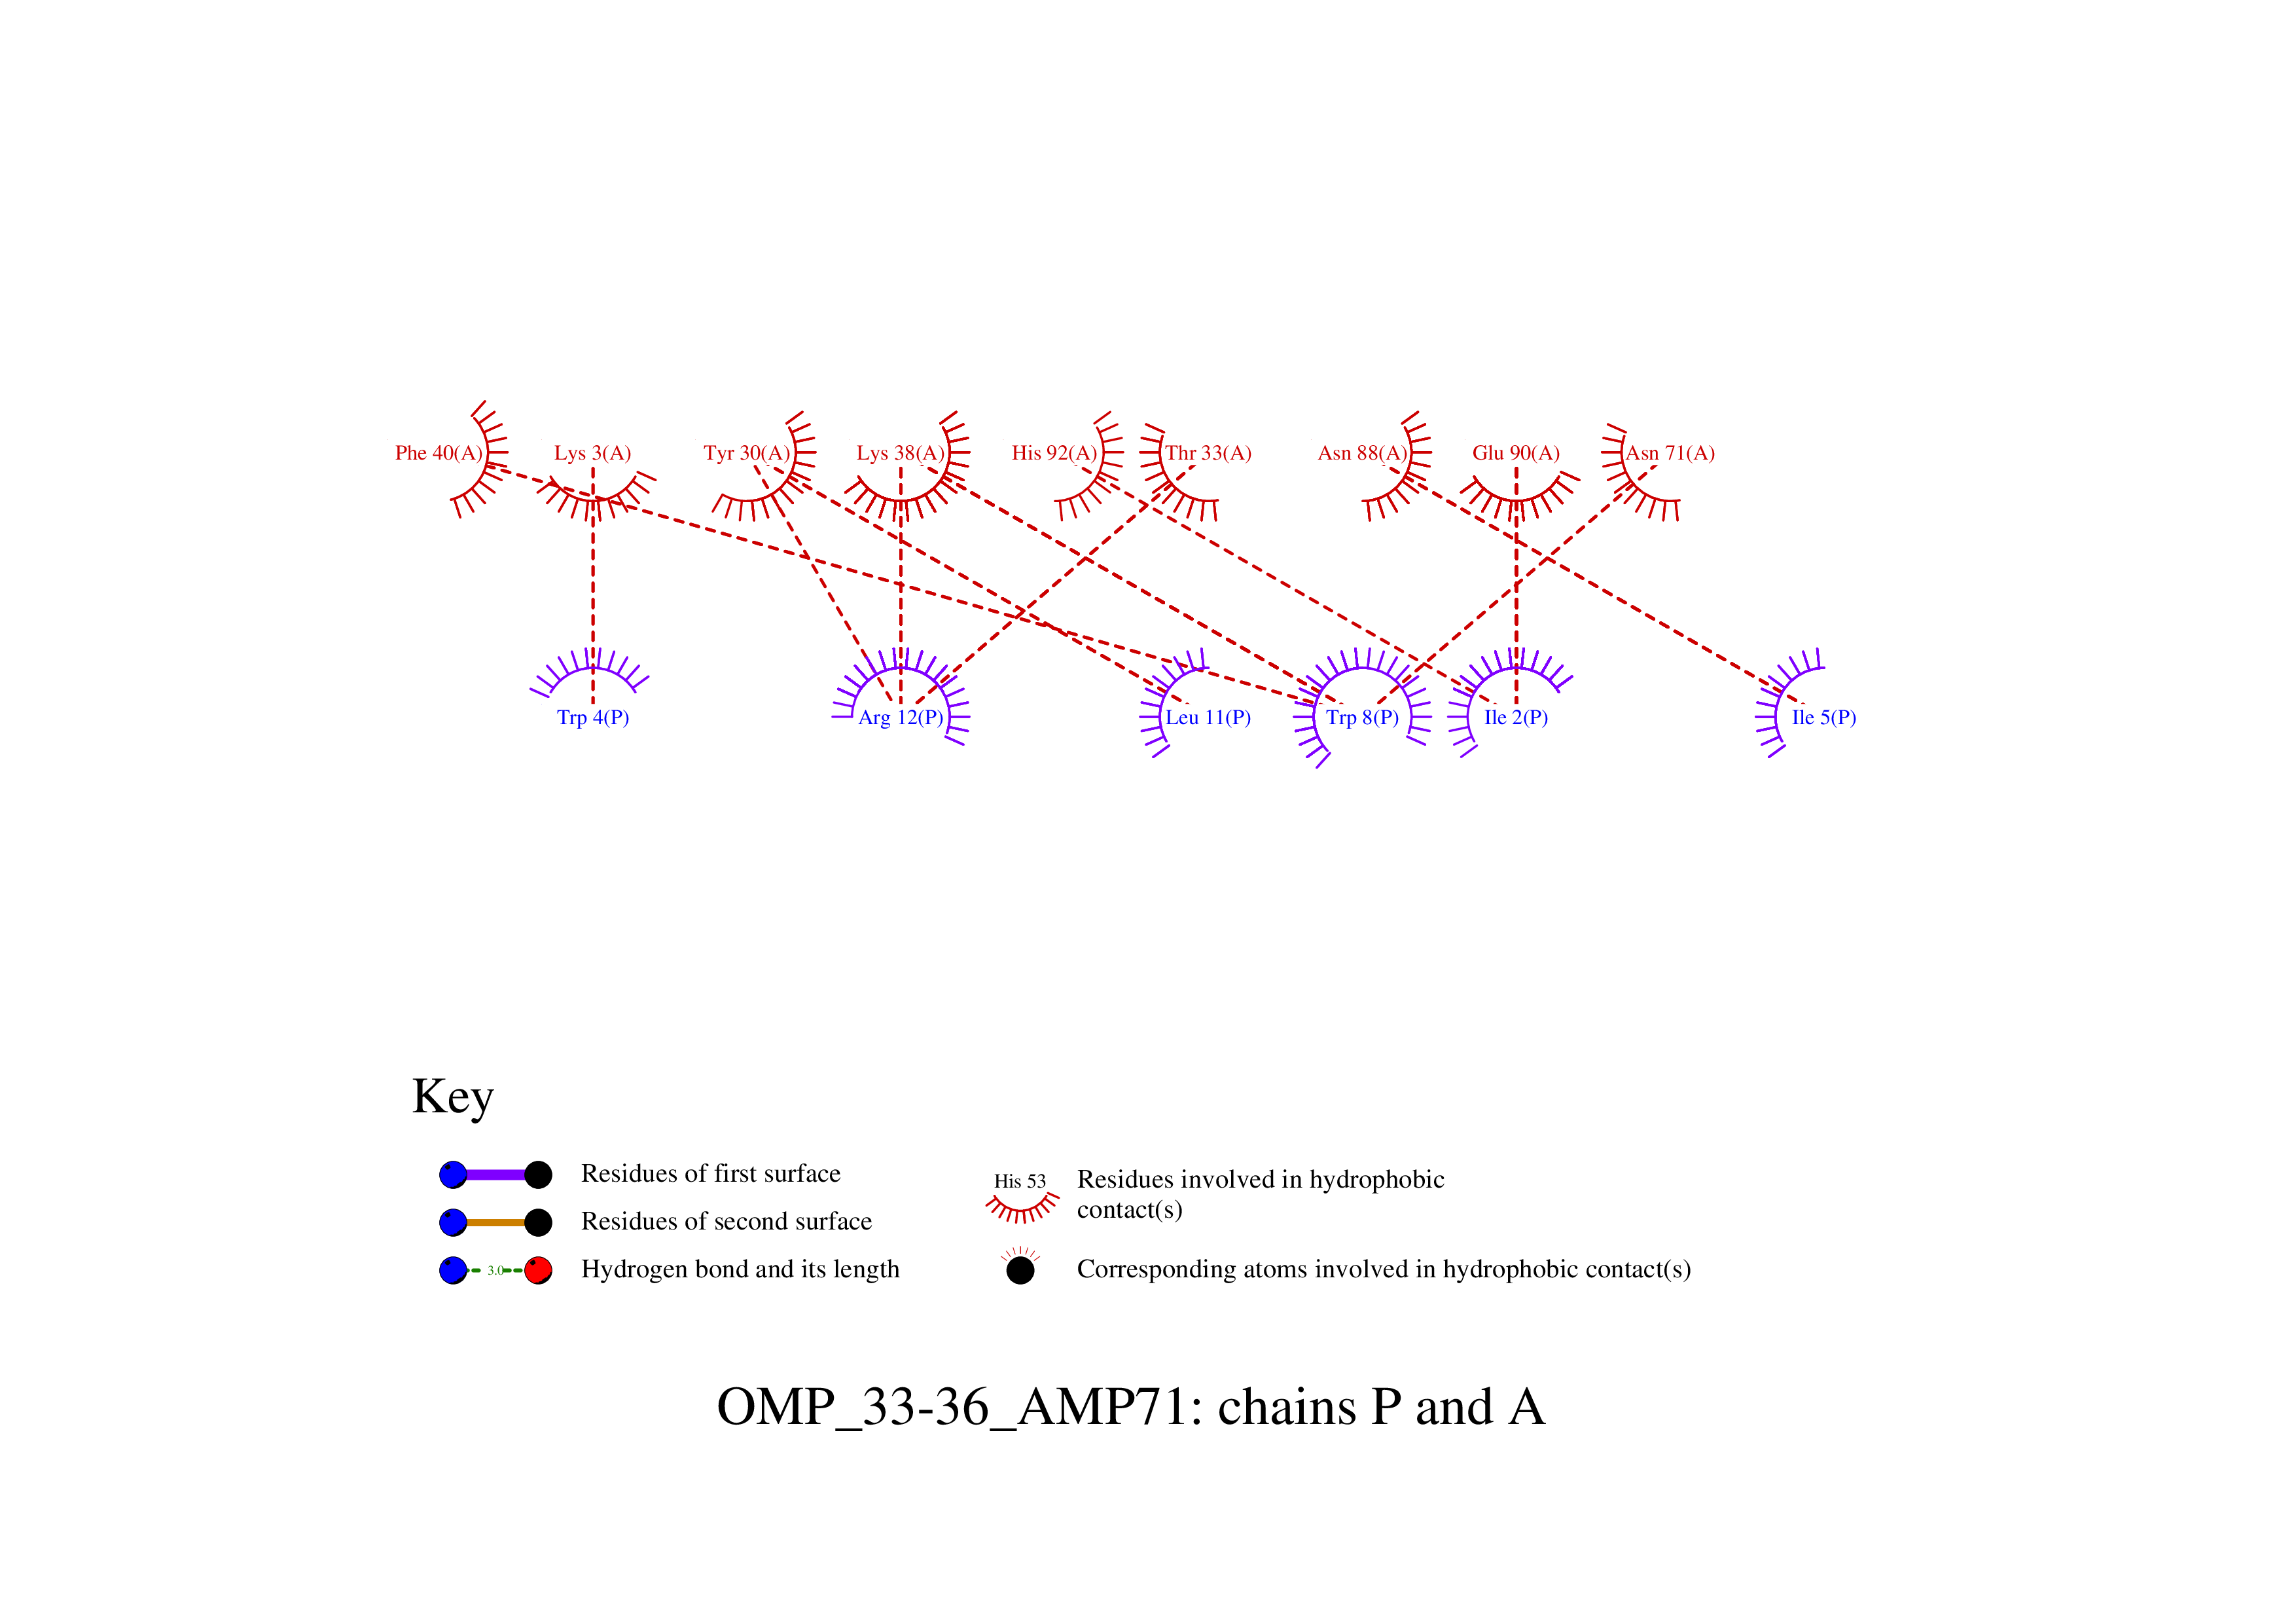 Phe 40(A) Lys 3(A) Tyr 30(A) Lys 38(A) His 92(A) Thr 33(A) Asn 88(A) Glu 90(A) Asn 71(A)
Trp 4(P) Arg 12(P) Leu 11(P) Trp 8(P) Ile 2(P) Ile 5(P)
Key
Residues of first surface
Residues of second surface
3.0 Hydrogen bond and its length
His 53 Residues involved in hydrophobic
contact(s)
Corresponding atoms involved in hydrophobic contact(s)
OMP_33-36_AMP71: chains P and A